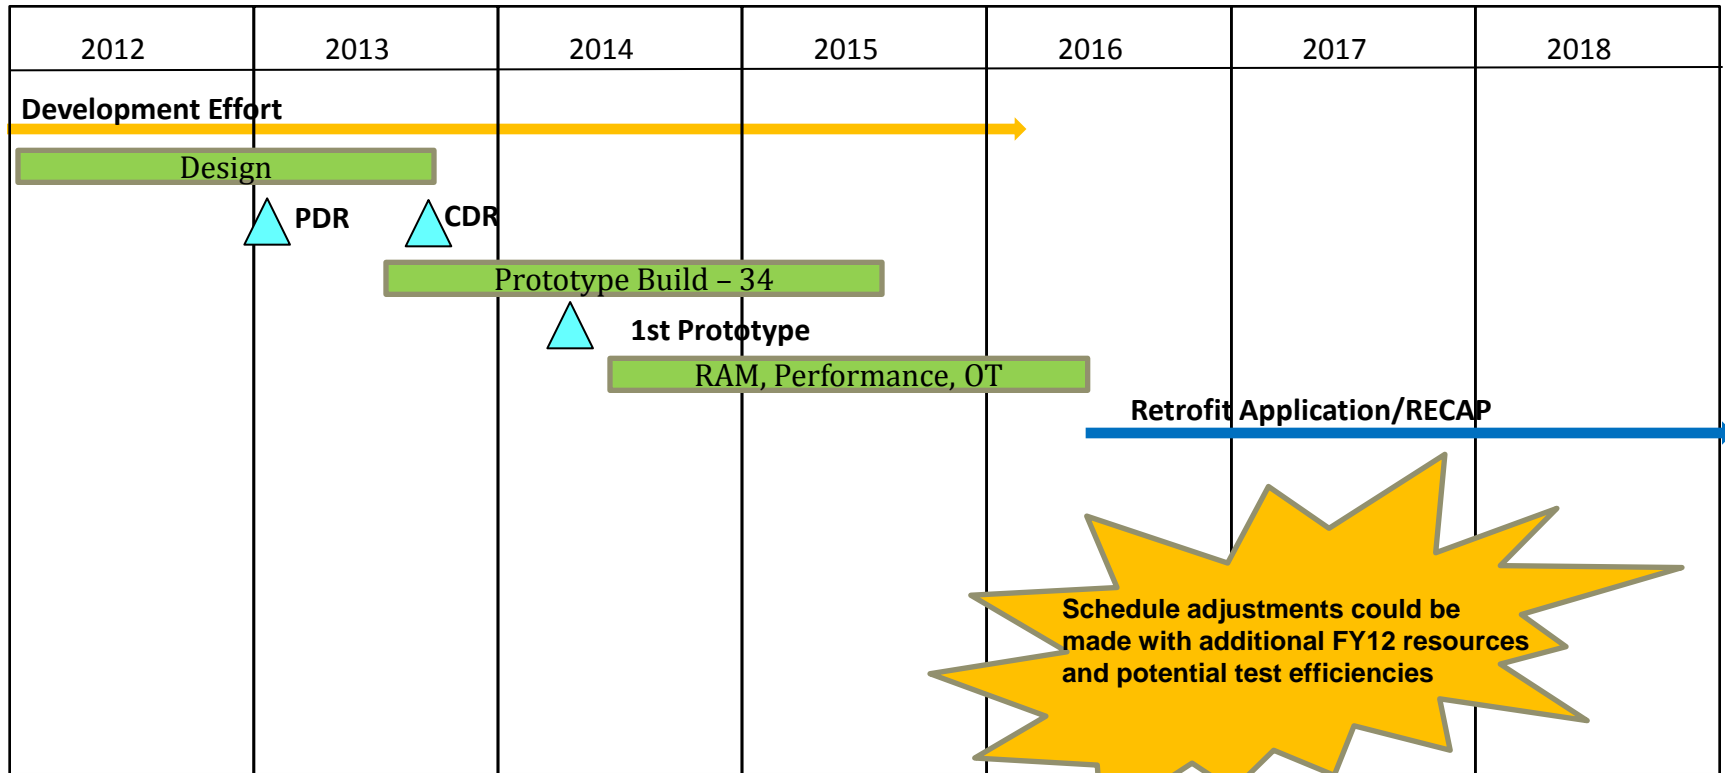 2012 2013 2014 2015 2016 2017 2018
Development Effort
Design
PDR CDR
Prototype Build – 34
1st Prototype
RAM, Performance, OT
Retrofit Application/RECAP
Schedule adjustments could be
made with additional FY12 resources
and potential test efficiencies